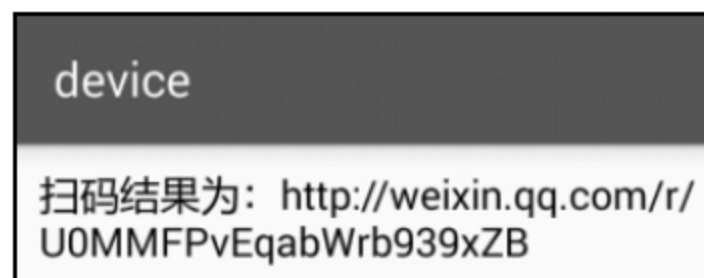 device
扫码结果为：http://weixin.qq.com/r/
U0MMFPvEqabWrb939xZB